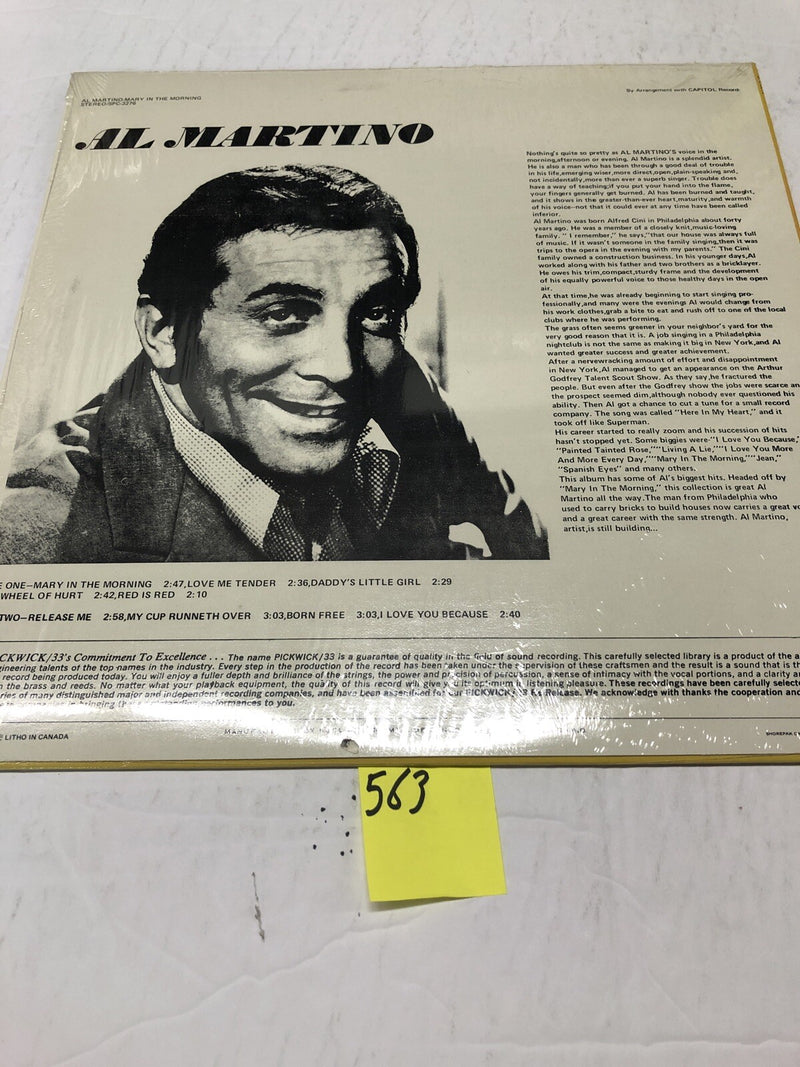 AL MARTINO, MARY IN THE MORNING
STEREO/SPC-3276
By Arrangement with CAPITOL Records
AL MARTINO
Nothing's quite so pretty as AL MARTINO'S voice in the
morning,afternoon or evening. Al Martino is a splendid artist.
He is also a man who has been through a good deal of trouble
in his life,emerging wiser,more direct,open,plain-speaking and,
not incidentally,more than ever a superb singer. Trouble does
have a way of teaching;if you put your hand into the flame,
your fingers generally get burned. Al has been burned and taught,
and it shows in the greater-than-ever heart,maturity,and warmth
of his voice--not that it could ever at any time have been called
inferior.
Al Martino was born Alfred Cini in Philadelphia about forty
years ago. He was a member of a closely knit,music-loving
family. " I remember," he says,"that our house was always full
of music. If it wasn't someone in the family singing,then it was
trips to the opera in the evening with my parents." The Cini
family owned a construction business. In his younger days,Al
worked along with his father and two brothers as a bricklayer.
He owes his trim,compact,sturdy frame and the development
of his equally powerful voice to those healthy days in the open
air.
At that time,he was already beginning to start singing pro-
fessionally,and many were the evenings Al would change from
his work clothes,grab a bite to eat and rush off to one of the local
clubs where he was performing.
The grass often seems greener in your neighbor's yard for the
very good reason that it is. A job singing in a Philadelphia
nightclub is not the same as making it big in New York,and Al
wanted greater success and greater achievement.
After a nervewracking amount of effort and disappointment
in New York,Al managed to get an appearance on the Arthur
Godfrey Talent Scout Show. As they say,he fractured the
people. But even after the Godfrey show the jobs were scarce an
the prospect seemed dim,although nobody ever questioned his
ability. Then Al got a chance to cut a tune for a small record
company. The song was called "Here In My Heart," and it
took off like Superman.
His career started to really zoom and his succession of hits
hasn't stopped yet. Some biggies were-"I Love You Because,"
"Painted Tainted Rose,""Living A Lie,""I Love You More
And More Every Day,""Mary In The Morning,""Jean,"
"Spanish Eyes" and many others.
This album has some of Al's biggest hits. Headed off by
"Mary In The Morning," this collection is great Al
Martino all the way.The man from Philadelphia who
used to carry bricks to build houses now carries a great vo
and a great career with the same strength. Al Martino,
artist,is still building...
E ONE—MARY IN THE MORNING 2:47,LOVE ME TENDER 2:36,DADDY'S LITTLE GIRL 2:29
WHEEL OF HURT 2:42,RED IS RED 2:10
TWO—RELEASE ME 2:58,MY CUP RUNNETH OVER 3:03,BORN FREE 3:03,I LOVE YOU BECAUSE 2:40
CKWICK/33's Commitment To Excellence . . . The name PICKWICK/33 is a guarantee of quality in the field of sound recording. This carefully selected library is a product of the a
gineering talents of the top names in the industry. Every step in the production of the record has been taken under the supervision of these craftsmen and the result is a sound that is th
record being produced today. You will enjoy a fuller depth and brilliance of the strings, the power and precision of percussion, a sense of intimacy with the vocal portions, and a clarity an
n the brass and reeds. No matter what your playback equipment, the quality of this record will give you its optimum in listening pleasure. These recordings have been carefully selecte
ries of many distinguished major and independent recording companies, and have been assembled for our PICKWICK/33 Release. We acknowledge with thanks the cooperation and
in bringing performances to you.
LITHO IN CANADA
563